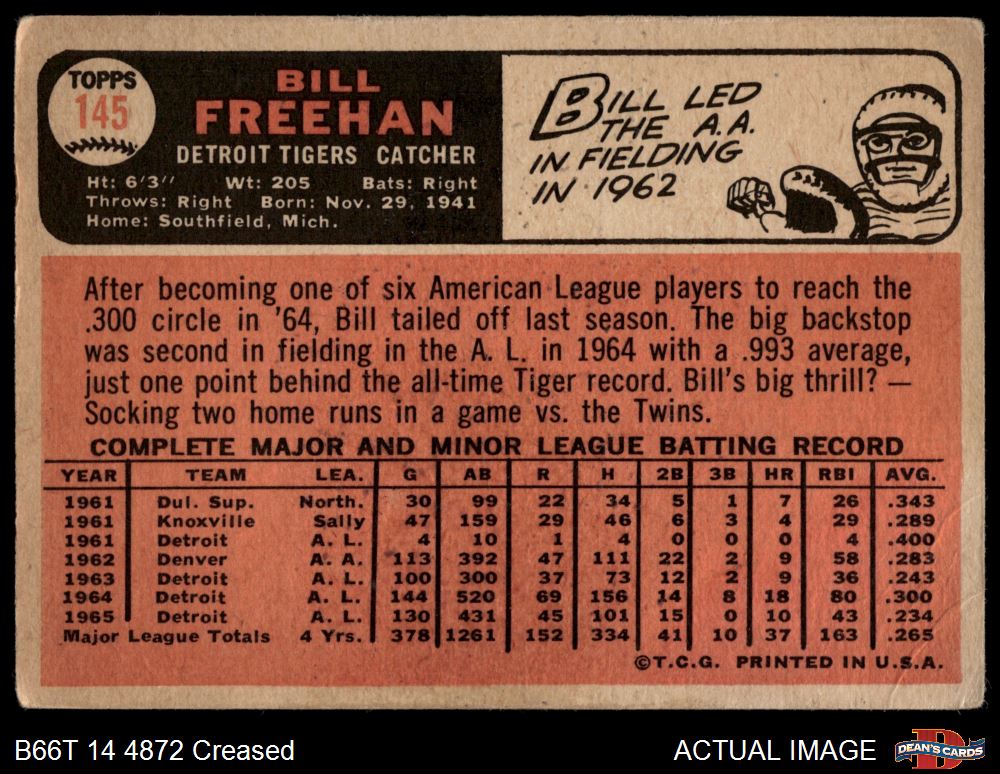 TOPPS
145
BILL
FREEHAN
DETROIT TIGERS CATCHER
Ht: 6'3" Wt: 205 Bats: Right
Throws: Right Born: Nov. 29, 1941
Home: Southfield, Mich.
BILL LED
THE A.A.
IN FIELDING
IN 1962
After becoming one of six American League players to reach the
.300 circle in '64, Bill tailed off last season. The big backstop
was second in fielding in the A. L. in 1964 with a .993 average,
just one point behind the all-time Tiger record. Bill's big thrill? —
Socking two home runs in a game vs. the Twins.
COMPLETE MAJOR AND MINOR LEAGUE BATTING RECORD
YEAR TEAM LEA. G AB R H 2B 3B HR RBI AVG.
1961 Dul. Sup. North. 30 99 22 34 5 1 7 26 .343
1961 Knoxville Sally 47 159 29 46 6 3 4 29 .289
1961 Detroit A. L. 4 10 1 4 0 0 0 4 .400
1962 Denver A. A. 113 392 47 111 22 2 9 58 .283
1963 Detroit A. L. 100 300 37 73 12 2 9 36 .243
1964 Detroit A. L. 144 520 69 156 14 8 18 80 .300
1965 Detroit A. L. 130 431 45 101 15 0 10 43 .234
Major League Totals 4 Yrs. 378 1261 152 334 41 10 37 163 .265
©T.C.G. PRINTED IN U.S.A.
B66T 14 4872 Creased
ACTUAL IMAGE
DEAN'S CARDS